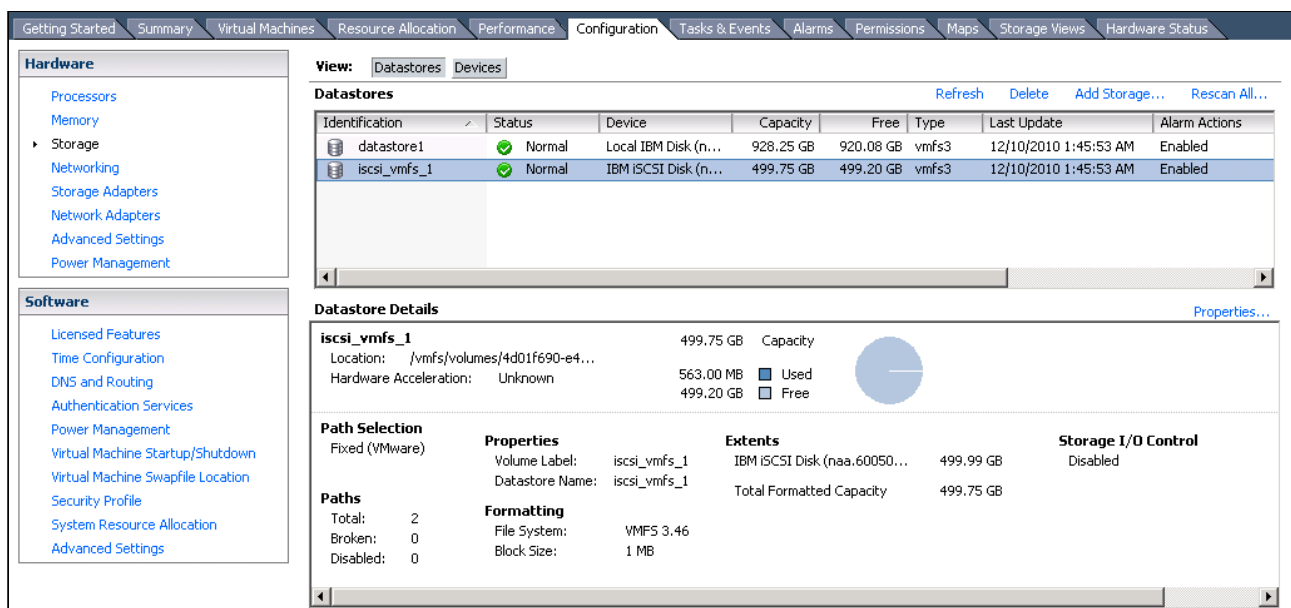 Getting Started Summary Virtual Machines Resource Allocation Performance Configuration Tasks & Events Alarms Permissions Maps Storage Views Hardware Status
Hardware
Processors
Memory
Storage
Networking
Storage Adapters
Network Adapters
Advanced Settings
Power Management
Software
Licensed Features
Time Configuration
DNS and Routing
Authentication Services
Power Management
Virtual Machine Startup/Shutdown
Virtual Machine Swapfile Location
Security Profile
System Resource Allocation
Advanced Settings
View: Datastores Devices
Datastores Refresh Delete Add Storage... Rescan All...
Identification Status Device Capacity Free Type Last Update Alarm Actions
datastore1 Normal Local IBM Disk (n... 928.25 GB 920.08 GB vmfs3 12/10/2010 1:45:53 AM Enabled
iscsi_vmfs_1 Normal IBM iSCSI Disk (n... 499.75 GB 499.20 GB vmfs3 12/10/2010 1:45:53 AM Enabled
Datastore Details Properties...
iscsi_vmfs_1 499.75 GB Capacity
Location: /vmfs/volumes/4d01f690-e4...
Hardware Acceleration: Unknown 563.00 MB Used
499.20 GB Free
Path Selection
Fixed (VMware)
Paths
Total: 2
Broken: 0
Disabled: 0
Properties
Volume Label: iscsi_vmfs_1
Datastore Name: iscsi_vmfs_1
Formatting
File System: VMFS 3.46
Block Size: 1 MB
Extents
IBM iSCSI Disk (naa.60050... 499.99 GB
Total Formatted Capacity 499.75 GB
Storage I/O Control
Disabled